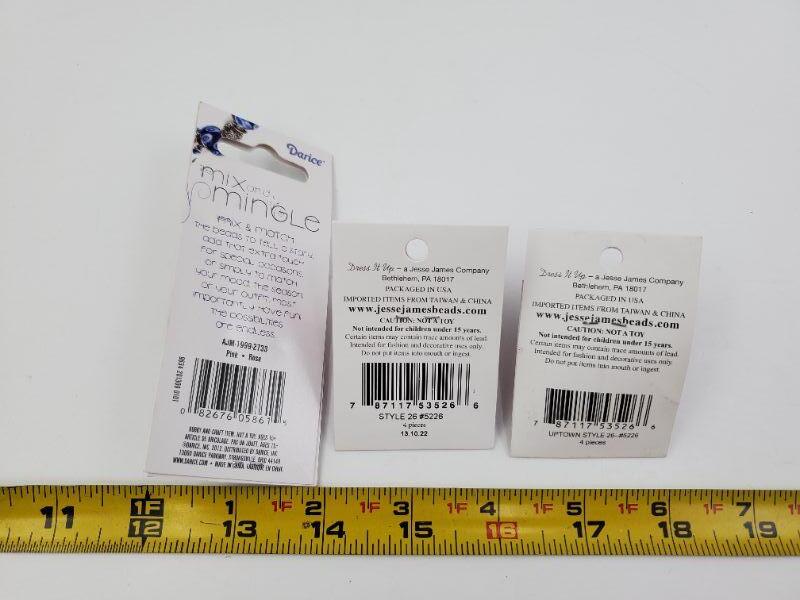 Darice
mix and
mingle
mix & match
the beads to tell a story,
add that extra touch
for special occasions
or simply to match
your mood, the season
or your outfit, most
importantly have fun,
the possibilities
are endless.
AJM-1999-2733
Pink • Rose
0 82676 05867
WWW.DARICE.COM
Dress It Up – a Jesse James Company
Bethlehem, PA 18017
PACKAGED IN USA
IMPORTED ITEMS FROM TAIWAN & CHINA
www.jessejamesbeads.com
CAUTION: NOT A TOY
Not intended for children under 15 years.
Certain items may contain trace amounts of lead.
Intended for fashion and decorative uses only.
Do not put items into mouth or ingest.
7 87117 53526 6
STYLE 26 #5226
4 pieces
13.10.22
Dress It Up – a Jesse James Company
Bethlehem, PA 18017
PACKAGED IN USA
IMPORTED ITEMS FROM TAIWAN & CHINA
www.jessejamesbeads.com
CAUTION: NOT A TOY
Not intended for children under 15 years.
Certain items may contain trace amounts of lead.
Intended for fashion and decorative uses only.
Do not put items into mouth or ingest.
7 87117 53526 6
UPTOWN STYLE 26-#5226
4 pieces
1F 1 1F 2 1F 3 1F 4 1F 5 1F 6 1F 7
11 12 13 14 15 16 17 18 19